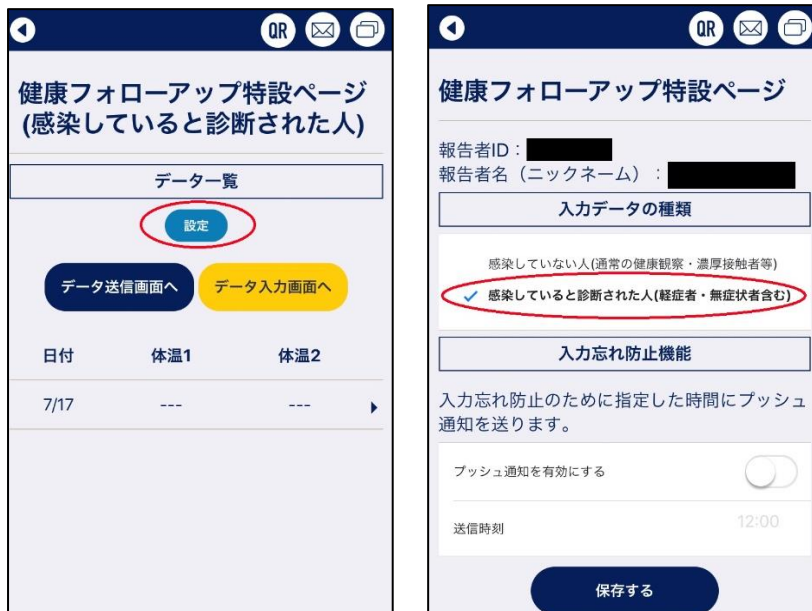 QR
健康フォローアップ特設ページ
(感染していると診断された人)
データ一覧
設定
データ送信画面へ
データ入力画面へ
日付 体温1 体温2
7/17 --- ---
QR
健康フォローアップ特設ページ
報告者ID：
報告者名（ニックネーム）：
入力データの種類
感染していない人(通常の健康観察・濃厚接触者等)
感染していると診断された人(軽症者・無症状者含む)
入力忘れ防止機能
入力忘れ防止のために指定した時間にプッシュ
通知を送ります。
プッシュ通知を有効にする
送信時刻 12:00
保存する